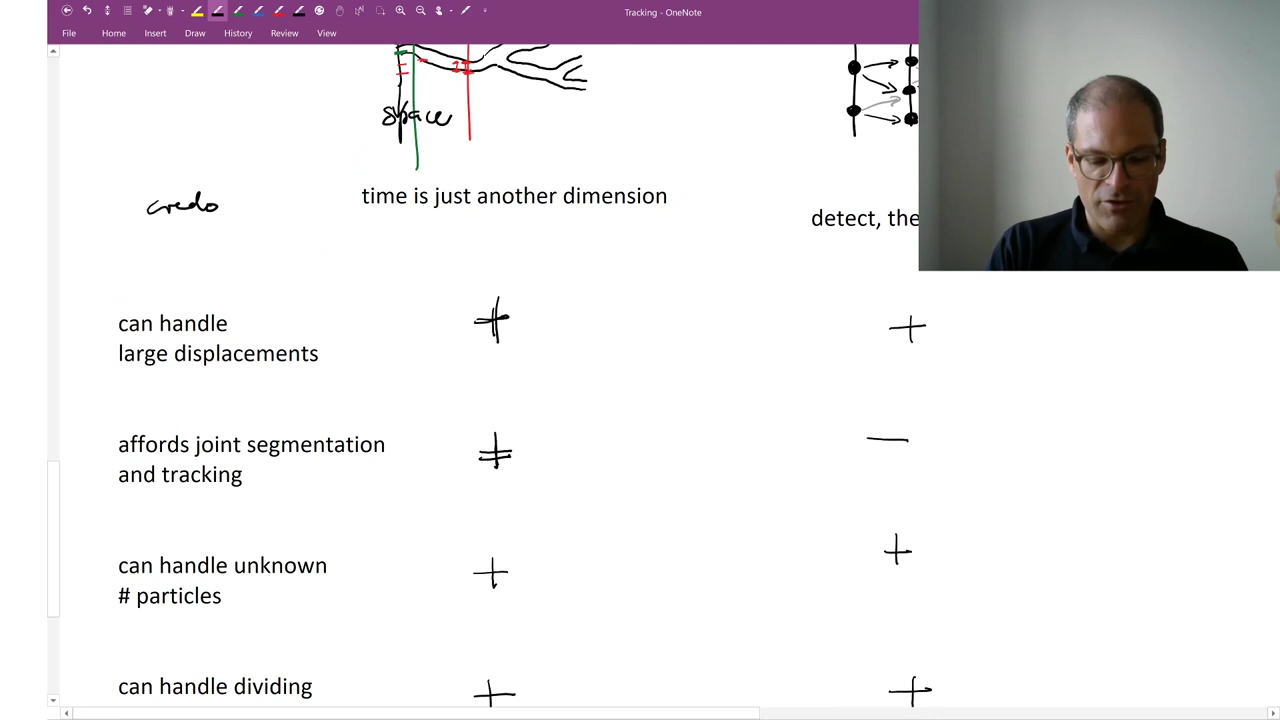 Tracking - OneNote
File Home Insert Draw History Review View
space
credo
time is just another dimension
detect, the
can handle
large displacements
+
+
affords joint segmentation
and tracking
—
can handle unknown
# particles
+
+
can handle dividing
+
+